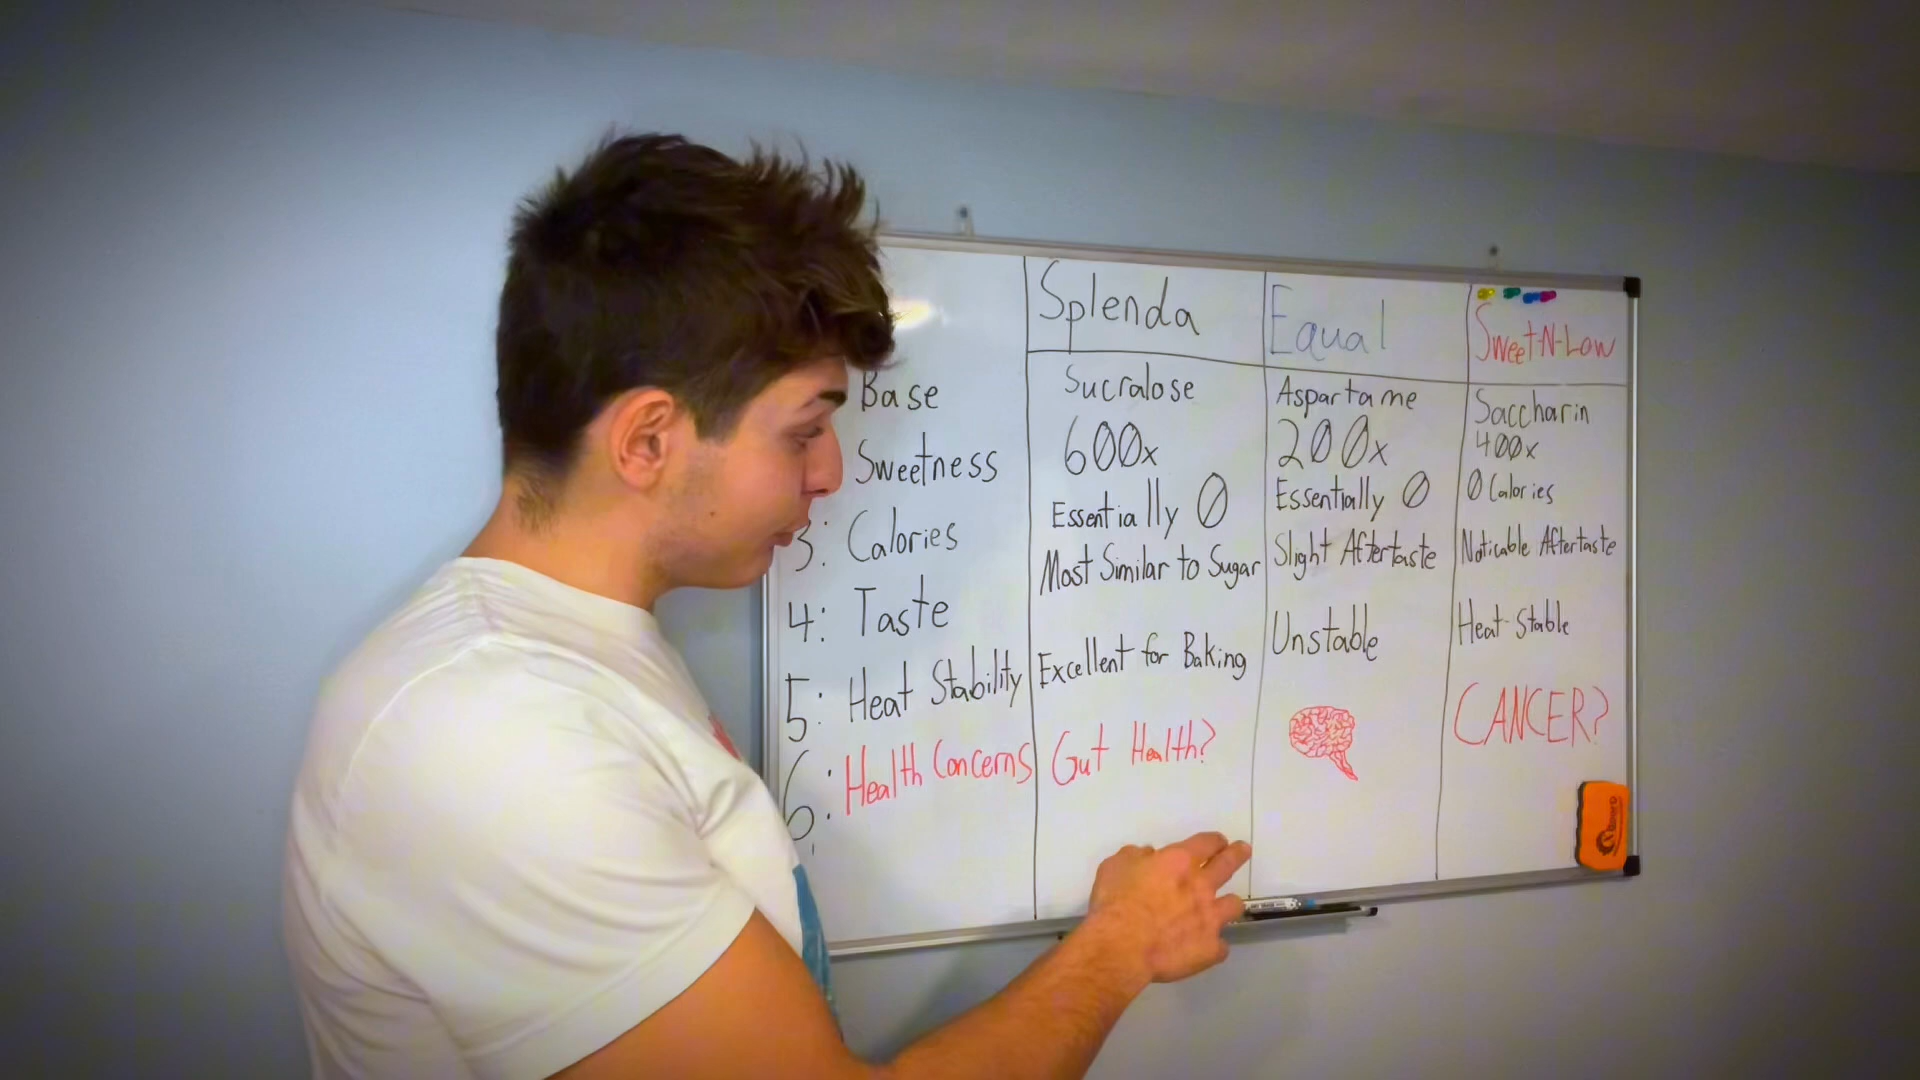 Splenda Equal Sweet-N-Low
Base Sucralose Aspartame Saccharin
Sweetness 600x 200x 400x
3: Calories Essentially 0 Essentially 0 0 Calories
4: Taste Most Similar to Sugar Slight Aftertaste Noticable Aftertaste
5: Heat Stability Excellent for Baking Unstable Heat-Stable
6: Health Concerns Gut Health? CANCER?